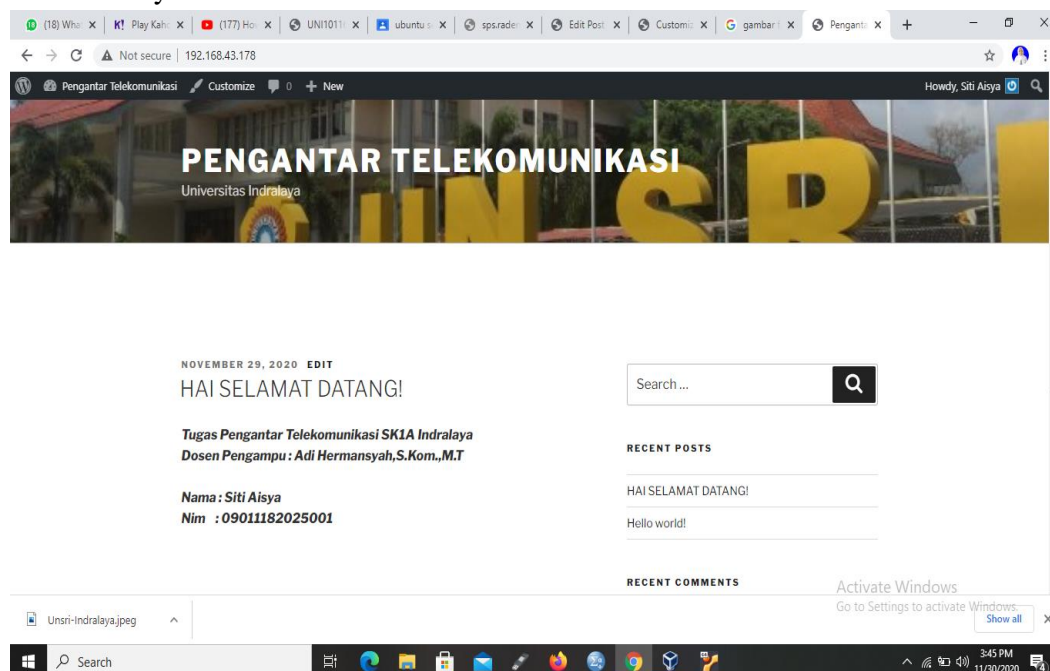 (18) Wha
K! Play Kaho
(177) Ho
UNI1011
ubuntu s
sps.rader
Edit Post
Customiz
gambar
Penganta
Not secure | 192.168.43.178
Pengantar Telekomunikasi Customize 0 + New Howdy, Siti Aisya
PENGANTAR TELEKOMUNIKASI
Universitas Indralaya
UNSRI
NOVEMBER 29, 2020 EDIT
HAI SELAMAT DATANG!
Tugas Pengantar Telekomunikasi SK1A Indralaya
Dosen Pengampu : Adi Hermansyah,S.Kom.,M.T
Nama : Siti Aisya
Nim : 09011182025001
Search ...
RECENT POSTS
HAI SELAMAT DATANG!
Hello world!
RECENT COMMENTS
Activate Windows
Go to Settings to activate Windows.
Unsri-Indralaya.jpeg
Show all
Search
3:45 PM
11/30/2020